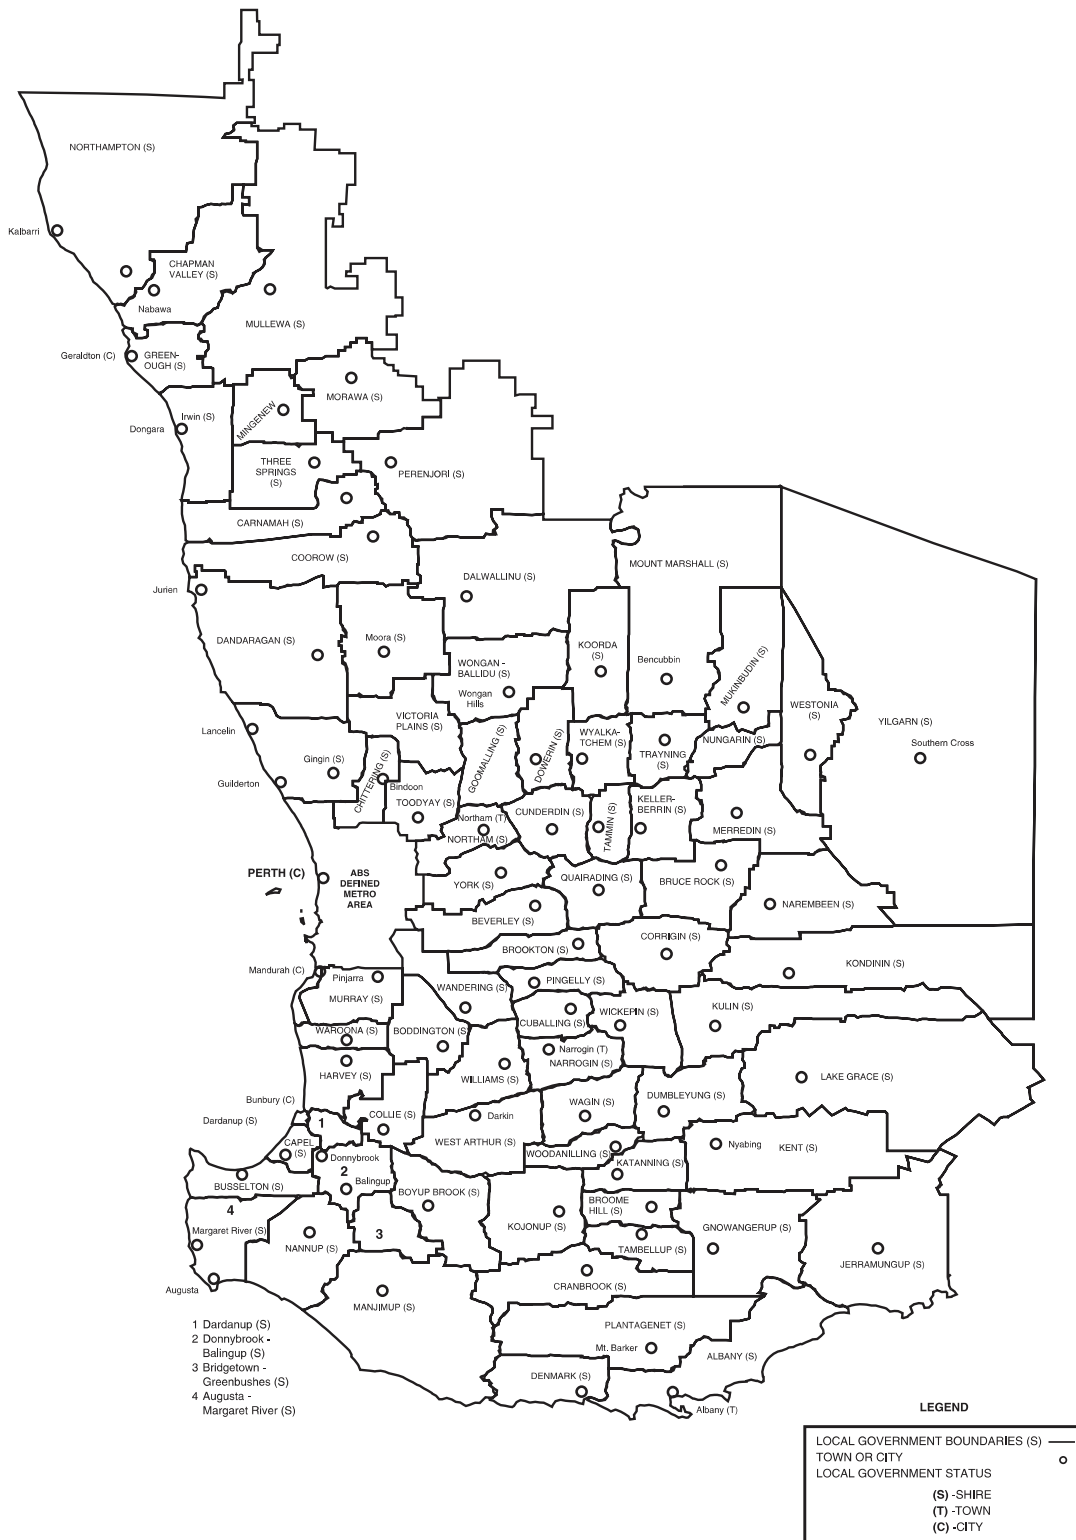 NORTHAMPTON (S)
Kalbarri
CHAPMAN
VALLEY (S)
Nabawa
MULLEWA (S)
Geraldton (C)
GREEN-
OUGH (S)
MORAWA (S)
MINGENEW
Irwin (S)
Dongara
THREE
SPRINGS
(S)
PERENJORI (S)
CARNAMAH (S)
COOROW (S)
DALWALLINU (S)
MOUNT MARSHALL (S)
Jurien
DANDARAGAN (S)
Moora (S)
KOORDA
(S)
Bencubbin
MUKINBUDIN (S)
WONGAN -
BALLIDU (S)
Wongan
Hills
WESTONIA
(S)
YILGARN (S)
Southern Cross
Lancelin
VICTORIA
PLAINS (S)
GOOMALLING (S)
DOWERIN (S)
WYALKA-
TCHEM (S)
TRAYNING
(S)
NUNGARIN (S)
Gingin (S)
CHITTERING (S)
Guilderton
Bindoon
TOODYAY (S)
Northam (T)
NORTHAM (S)
CUNDERDIN (S)
TAMMIN (S)
KELLER-
BERRIN (S)
MERREDIN (S)
PERTH (C)
ABS
DEFINED
METRO
AREA
YORK (S)
QUAIRADING (S)
BRUCE ROCK (S)
NAREMBEEN (S)
BEVERLEY (S)
BROOKTON (S)
CORRIGIN (S)
KONDININ (S)
Mandurah (C)
Pinjarra
MURRAY (S)
WANDERING (S)
PINGELLY (S)
KULIN (S)
WAROONA (S)
BODDINGTON (S)
CUBALLING (S)
WICKEPIN (S)
Narrogin (T)
NARROGIN (S)
HARVEY (S)
WILLIAMS (S)
LAKE GRACE (S)
Bunbury (C)
Dardanup (S)
1
COLLIE (S)
Darkin
WAGIN (S)
DUMBLEYUNG (S)
CAPEL
(S)
WEST ARTHUR (S)
Nyabing
KENT (S)
Donnybrook
2
Balingup
WOODANILLING (S)
KATANNING (S)
BUSSELTON (S)
BOYUP BROOK (S)
BROOME
HILL (S)
4
Margaret River (S)
NANNUP (S)
3
KOJONUP (S)
GNOWANGERUP (S)
TAMBELLUP (S)
JERRAMUNGUP (S)
Augusta
MANJIMUP (S)
CRANBROOK (S)
PLANTAGENET (S)
Mt. Barker
ALBANY (S)
DENMARK (S)
Albany (T)
1 Dardanup (S)
2 Donnybrook -
Balingup (S)
3 Bridgetown -
Greenbushes (S)
4 Augusta -
Margaret River (S)
LEGEND
LOCAL GOVERNMENT BOUNDARIES (S)
TOWN OR CITY
LOCAL GOVERNMENT STATUS
(S) -SHIRE
(T) -TOWN
(C) -CITY